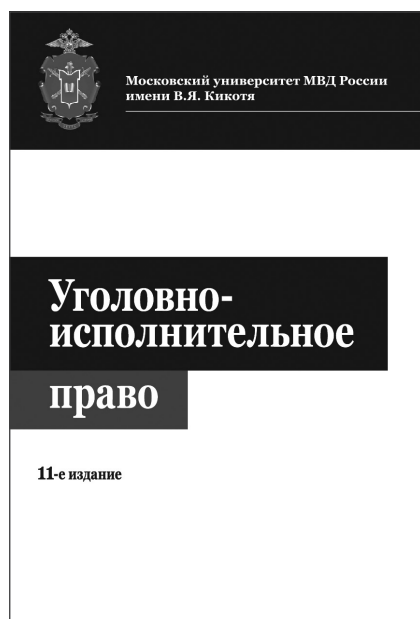 Московский университет МВД России
имени В.Я. Кикотя
Уголовно-
исполнительное
право
11-е издание